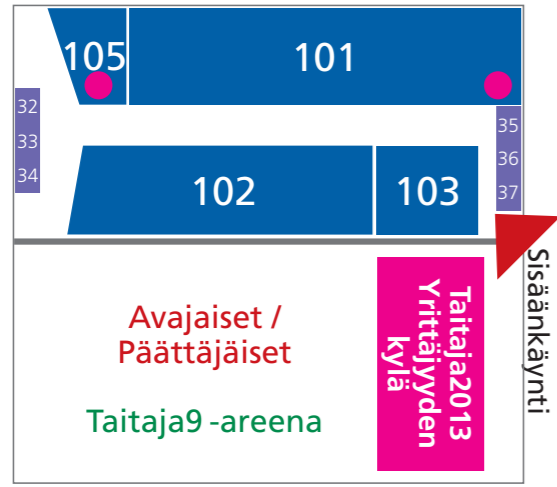 105
101
32
33
34
35
36
37
102
103
Sisäänkäynti
Avajaiset /
Päättäjäiset
Taitaja9 -areena
Taitaja2013
Yrittäjyyden
kylä